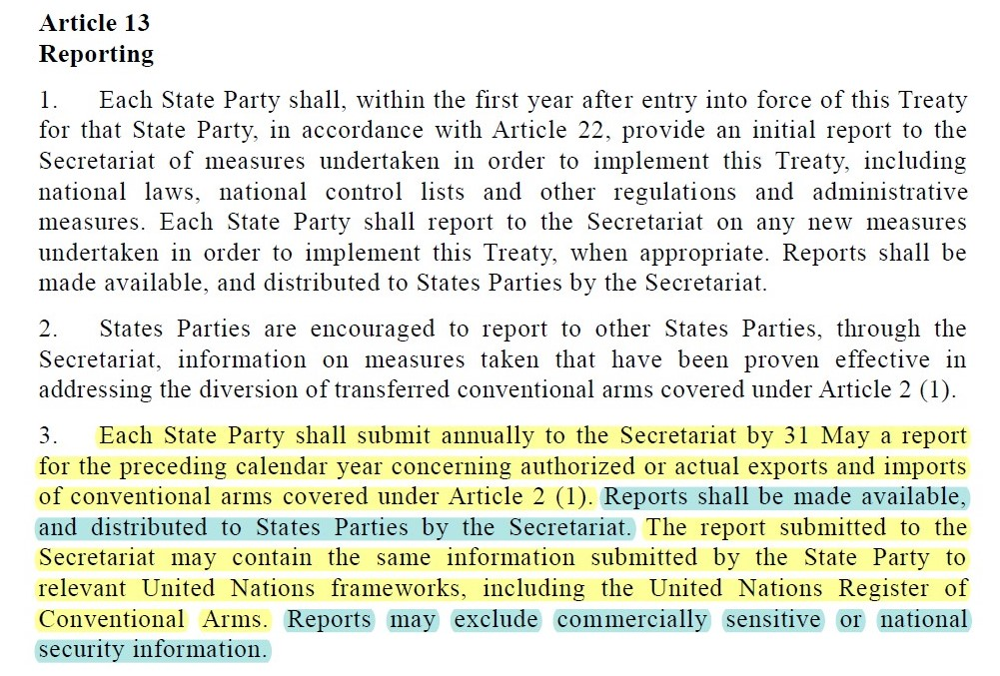 Article 13
Reporting
1. Each State Party shall, within the first year after entry into force of this Treaty
for that State Party, in accordance with Article 22, provide an initial report to the
Secretariat of measures undertaken in order to implement this Treaty, including
national laws, national control lists and other regulations and administrative
measures. Each State Party shall report to the Secretariat on any new measures
undertaken in order to implement this Treaty, when appropriate. Reports shall be
made available, and distributed to States Parties by the Secretariat.
2. States Parties are encouraged to report to other States Parties, through the
Secretariat, information on measures taken that have been proven effective in
addressing the diversion of transferred conventional arms covered under Article 2 (1).
3. Each State Party shall submit annually to the Secretariat by 31 May a report
for the preceding calendar year concerning authorized or actual exports and imports
of conventional arms covered under Article 2 (1). Reports shall be made available,
and distributed to States Parties by the Secretariat. The report submitted to the
Secretariat may contain the same information submitted by the State Party to
relevant United Nations frameworks, including the United Nations Register of
Conventional Arms. Reports may exclude commercially sensitive or national
security information.